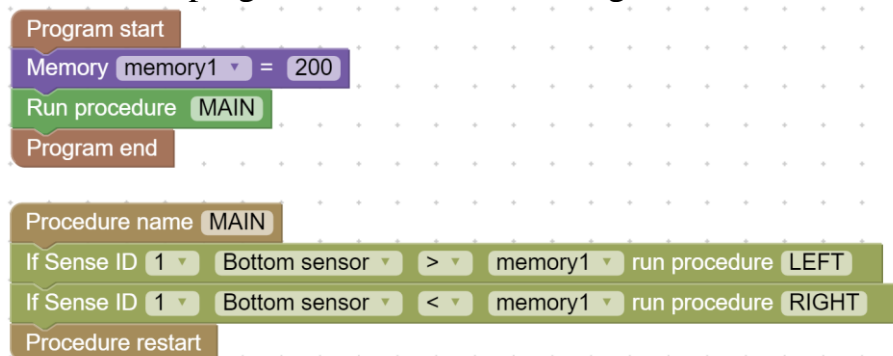 Program start
Memory memory1 = 200
Run procedure MAIN
Program end
Procedure name MAIN
If Sense ID 1 Bottom sensor > memory1 run procedure LEFT
If Sense ID 1 Bottom sensor < memory1 run procedure RIGHT
Procedure restart